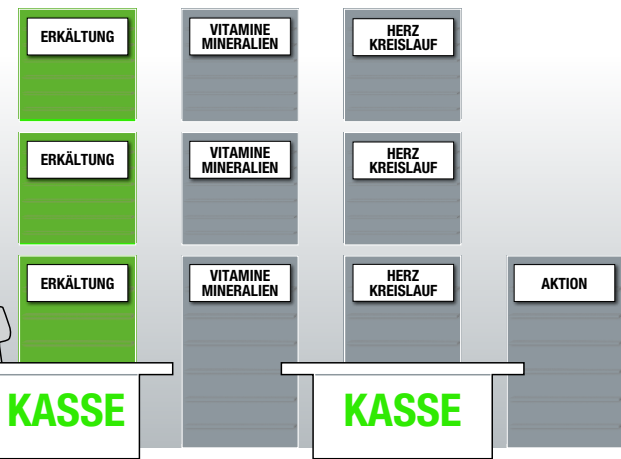 ERKÄLTUNG
VITAMINE
MINERALIEN
HERZ
KREISLAUF
ERKÄLTUNG
VITAMINE
MINERALIEN
HERZ
KREISLAUF
ERKÄLTUNG
VITAMINE
MINERALIEN
HERZ
KREISLAUF
AKTION
KASSE
KASSE